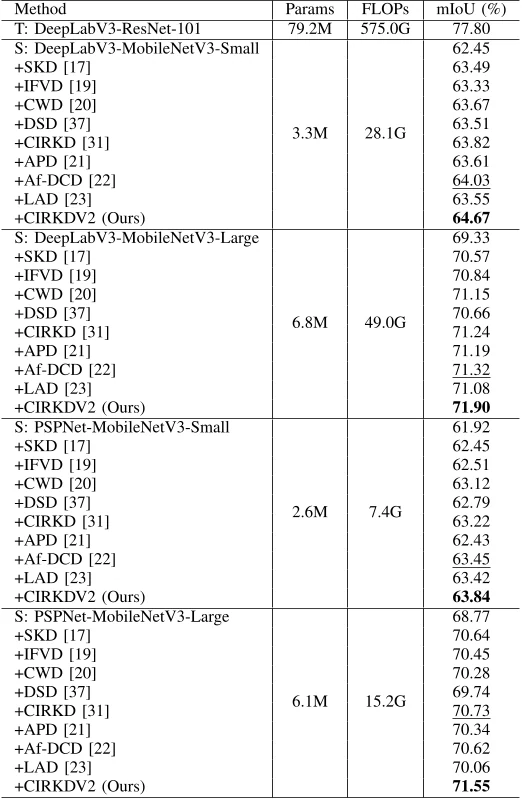 Method Params FLOPs mIoU (%)
T: DeepLabV3-ResNet-101 79.2M 575.0G 77.80
S: DeepLabV3-MobileNetV3-Small 62.45
+SKD [17] 63.49
+IFVD [19] 63.33
+CWD [20] 63.67
+DSD [37] 63.51
+CIRKD [31] 3.3M 28.1G 63.82
+APD [21] 63.61
+Af-DCD [22] 64.03
+LAD [23] 63.55
+CIRKDV2 (Ours) 64.67
S: DeepLabV3-MobileNetV3-Large 69.33
+SKD [17] 70.57
+IFVD [19] 70.84
+CWD [20] 71.15
+DSD [37] 70.66
+CIRKD [31] 6.8M 49.0G 71.24
+APD [21] 71.19
+Af-DCD [22] 71.32
+LAD [23] 71.08
+CIRKDV2 (Ours) 71.90
S: PSPNet-MobileNetV3-Small 61.92
+SKD [17] 62.45
+IFVD [19] 62.51
+CWD [20] 63.12
+DSD [37] 62.79
+CIRKD [31] 2.6M 7.4G 63.22
+APD [21] 62.43
+Af-DCD [22] 63.45
+LAD [23] 63.42
+CIRKDV2 (Ours) 63.84
S: PSPNet-MobileNetV3-Large 68.77
+SKD [17] 70.64
+IFVD [19] 70.45
+CWD [20] 70.28
+DSD [37] 69.74
+CIRKD [31] 6.1M 15.2G 70.73
+APD [21] 70.34
+Af-DCD [22] 70.62
+LAD [23] 70.06
+CIRKDV2 (Ours) 71.55